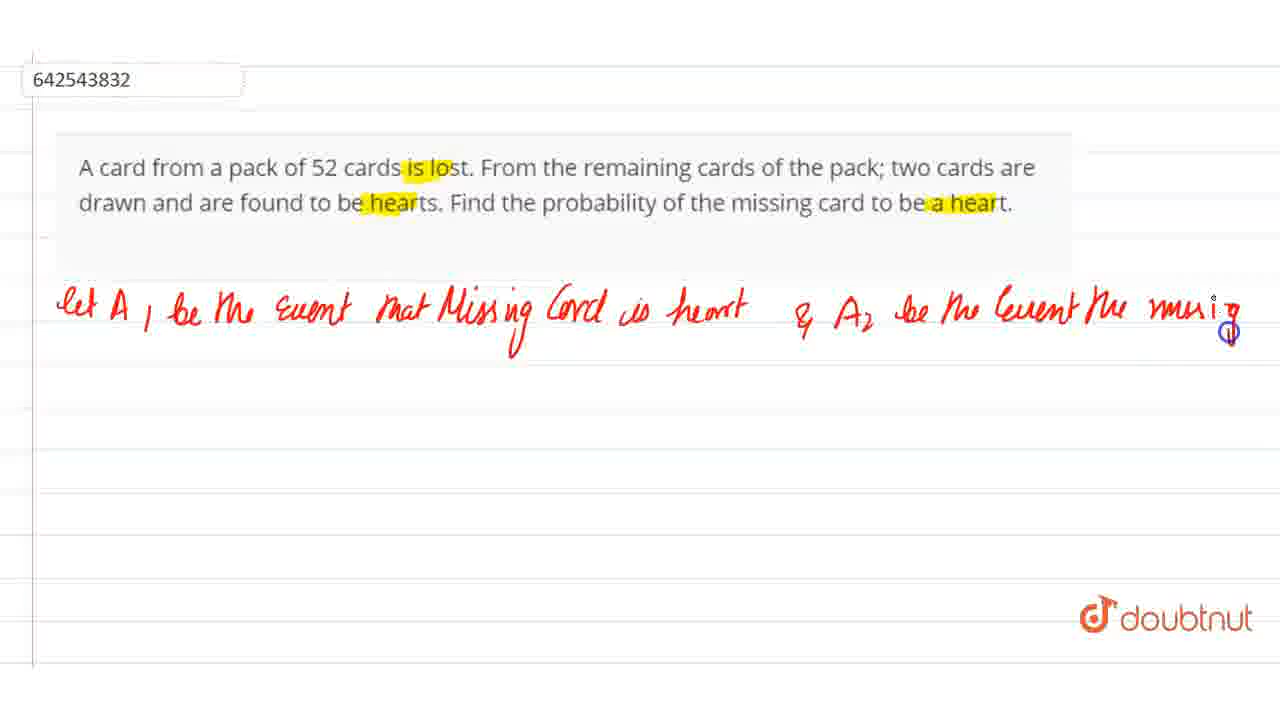 642543832
A card from a pack of 52 cards is lost. From the remaining cards of the pack; two cards are
drawn and are found to be hearts. Find the probability of the missing card to be a heart.
let A1 be the Event that Missing Card is heart & A2 be the Event the
doubtnut